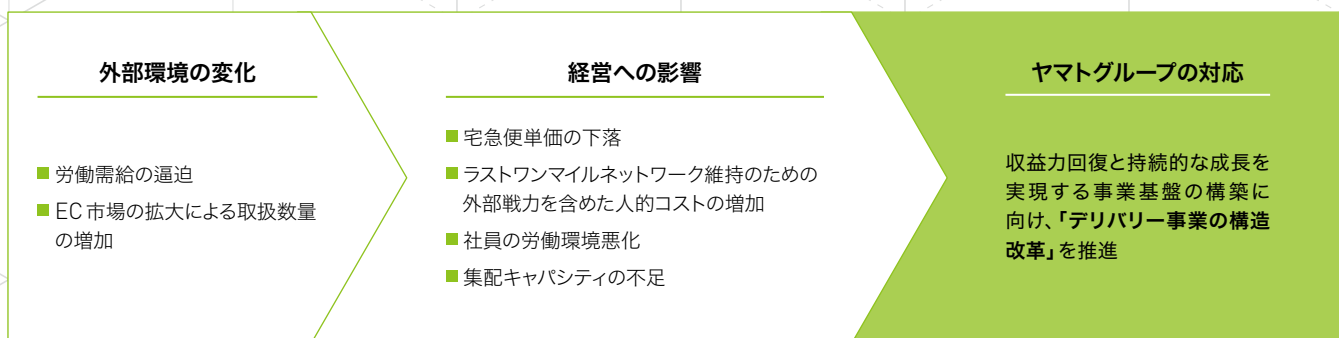 外部環境の変化
■ 労働需給の逼迫
■ EC市場の拡大による取扱数量
の増加
経営への影響
■ 宅急便単価の下落
■ ラストワンマイルネットワーク維持のための
外部戦力を含めた人的コストの増加
■ 社員の労働環境悪化
■ 集配キャパシティの不足
ヤマトグループの対応
収益力回復と持続的な成長を
実現する事業基盤の構築に
向け、「デリバリー事業の構造
改革」を推進